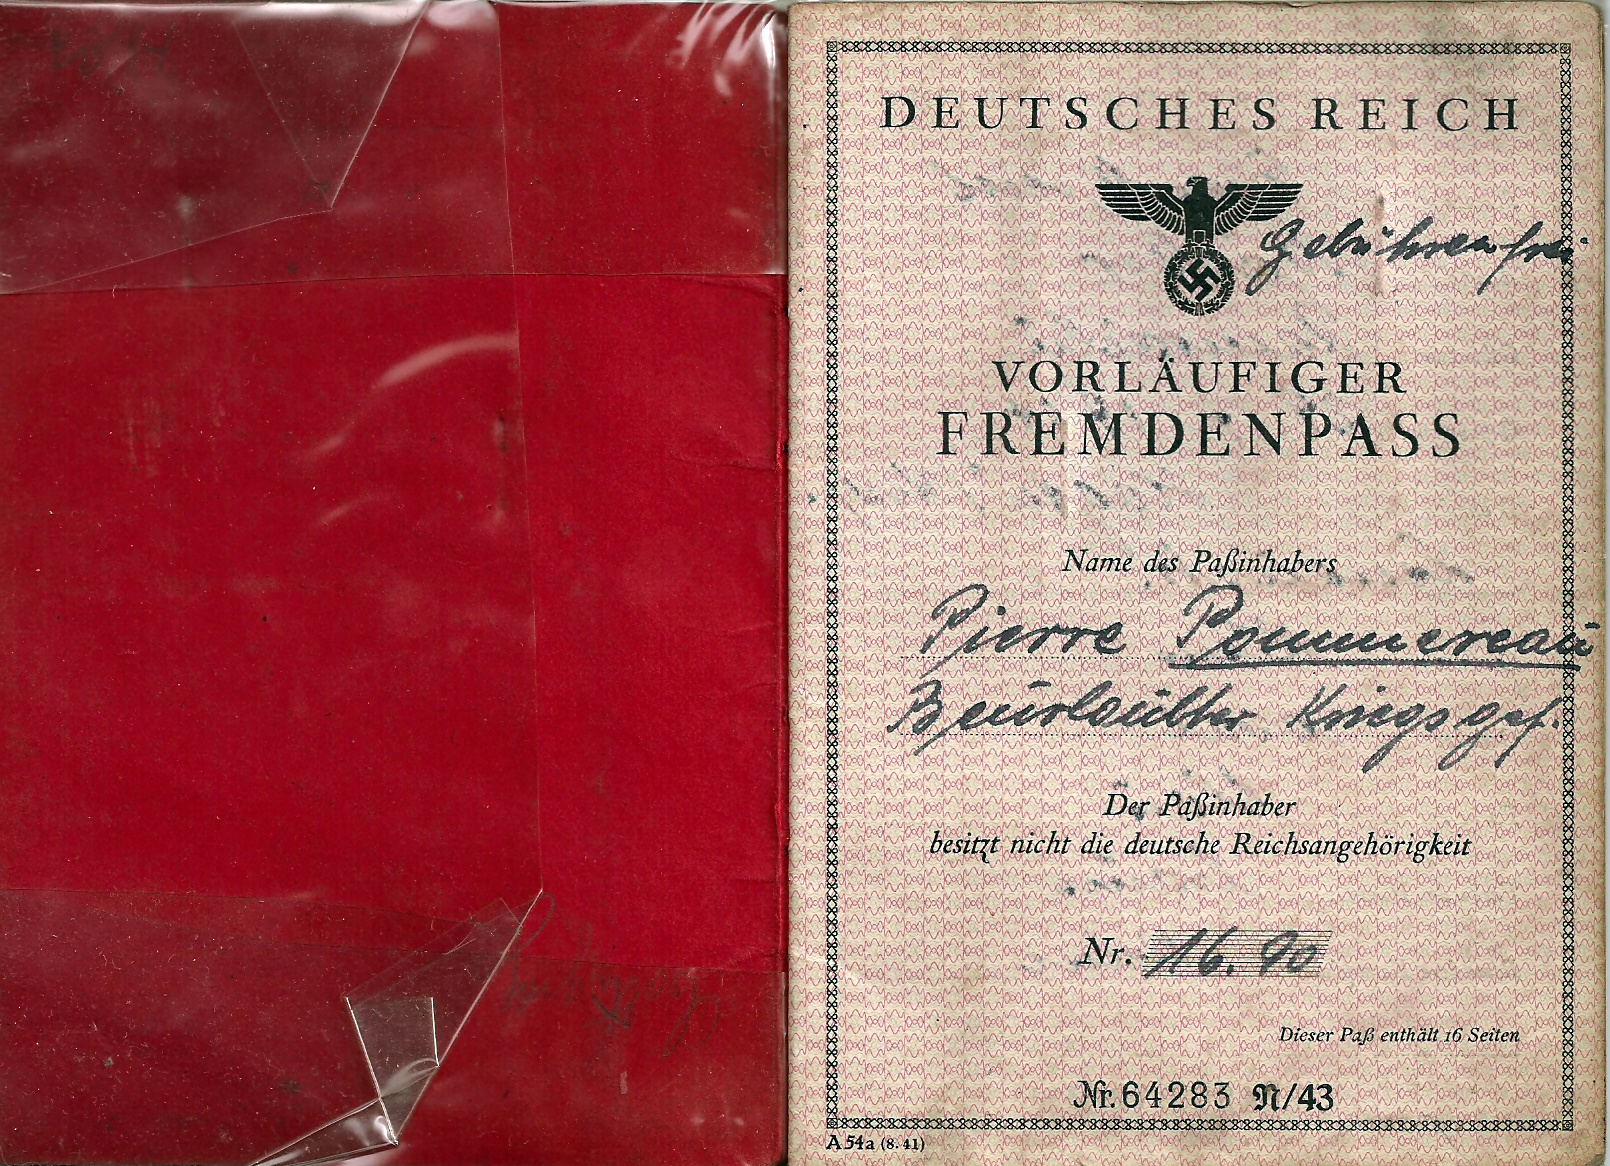 DEUTSCHES REICH
Gebührenfrei
VORLÄUFIGER
FREMDENPASS
Name des Paßinhabers
Pierre Pommereau
Beurlaubter Kriegsgef.
Der Paßinhaber
besitzt nicht die deutsche Reichsangehörigkeit
Nr. 16.90
Dieser Paß enthält 16 Seiten
Nr. 64283 N/43
A 54a (8. 41)